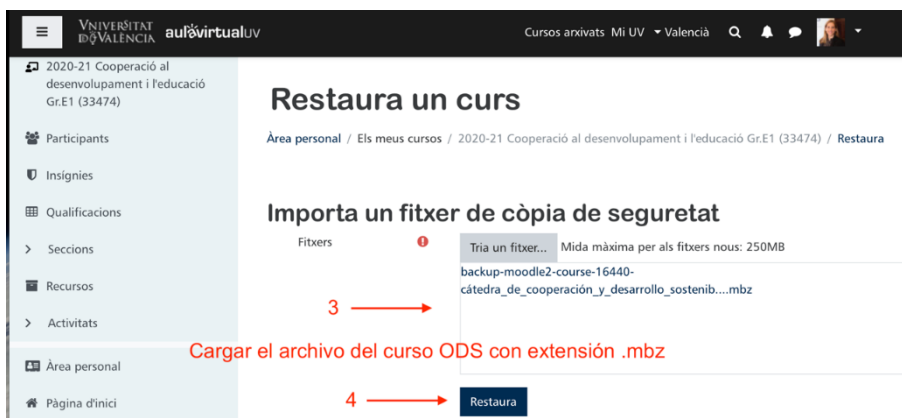 VNIVERSITAT
DE VALÈNCIA aulavirtualUV
Cursos arxivats Mi UV Valencià
2020-21 Cooperació al
desenvolupament i l'educació
Gr.E1 (33474)
Participants
Insígnies
Qualificacions
Seccions
Recursos
Activitats
Àrea personal
Pàgina d'inici
Restaura un curs
Àrea personal / Els meus cursos / 2020-21 Cooperació al desenvolupament i l'educació Gr.E1 (33474) / Restaura
Importa un fitxer de còpia de seguretat
Fitxers
Tria un fitxer... Mida màxima per als fitxers nous: 250MB
backup-moodle2-course-16440-
cátedra_de_cooperación_y_desarrollo_sostenib....mbz
3
Cargar el archivo del curso ODS con extensión .mbz
4 Restaura